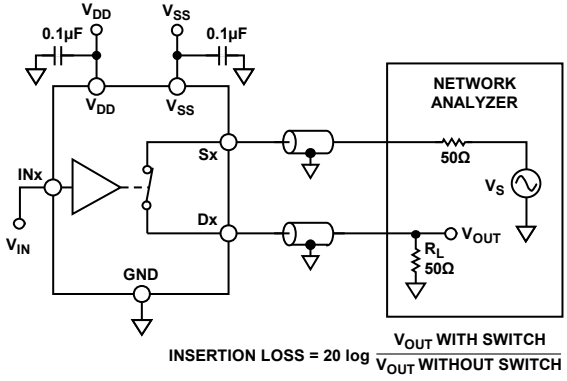 VDD
VSS
0.1µF
0.1µF
VDD
VSS
NETWORK
ANALYZER
Sx
50Ω
INx
VS
VIN
Dx
VOUT
RL
50Ω
GND
INSERTION LOSS = 20 log VOUT WITH SWITCH
VOUT WITHOUT SWITCH